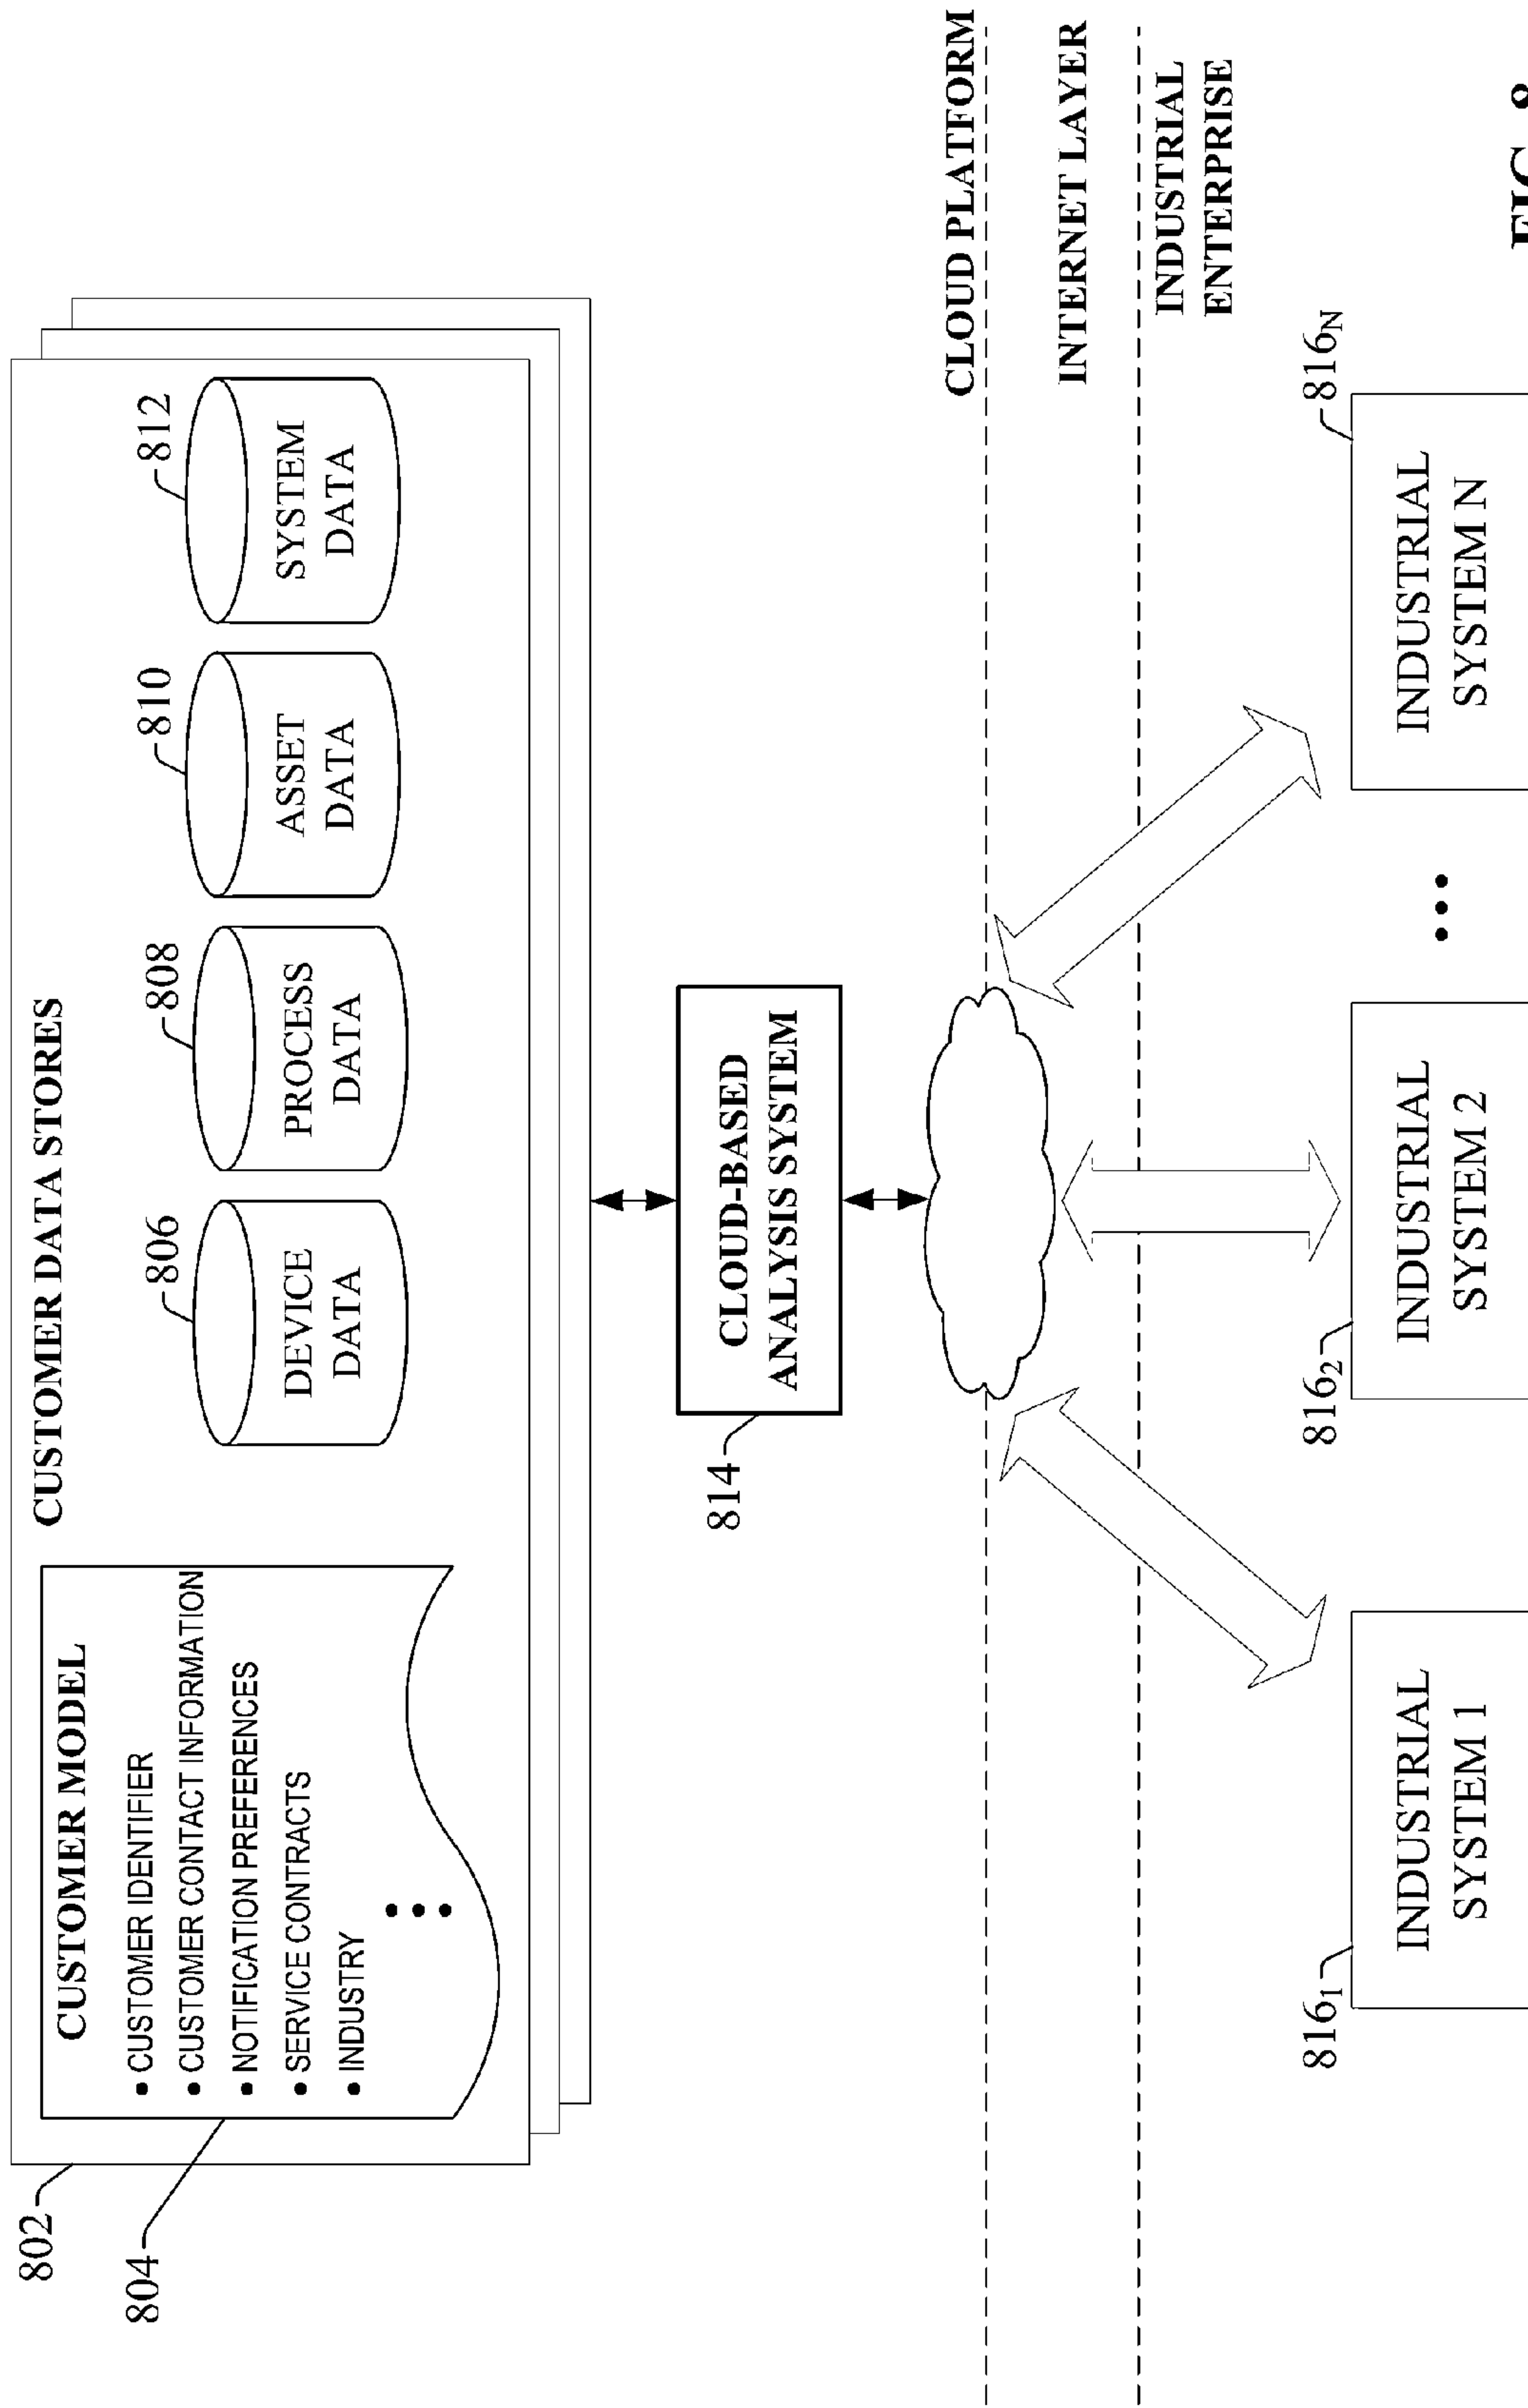 CUSTOMER DATA STORES
802
804
CUSTOMER MODEL
• CUSTOMER IDENTIFIER
• CUSTOMER CONTACT INFORMATION
• NOTIFICATION PREFERENCES
• SERVICE CONTRACTS
• INDUSTRY
806
DEVICE
DATA
808
PROCESS
DATA
810
ASSET
DATA
812
SYSTEM
DATA
814
CLOUD-BASED
ANALYSIS SYSTEM
CLOUD PLATFORM
INTERNET LAYER
INDUSTRIAL
ENTERPRISE
816₁
INDUSTRIAL
SYSTEM 1
816₂
INDUSTRIAL
SYSTEM 2
816N
INDUSTRIAL
SYSTEM N
FIG. 8